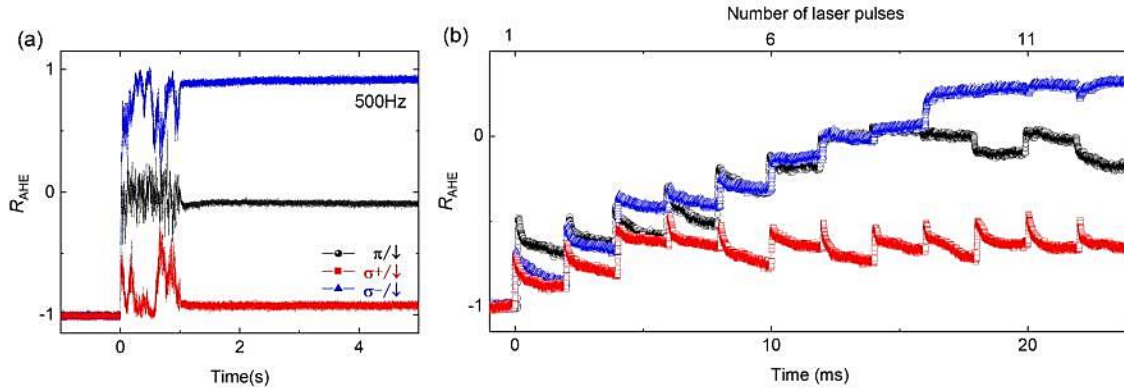 (a)
1
0
-1
R_AHE
500Hz
π/↓
σ⁺/↓
σ⁻/↓
0
2
4
Time(s)
Number of laser pulses
(b)
1
6
11
0
-1
R_AHE
0
10
20
Time (ms)